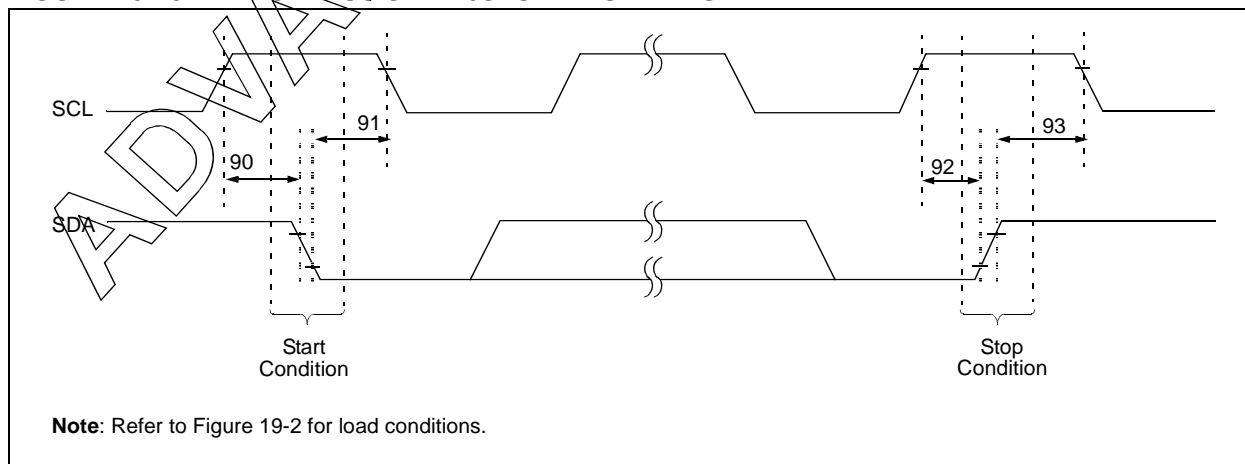 SCL
91
93
90
92
SDA
Start
Condition
Stop
Condition
Note: Refer to Figure 19-2 for load conditions.